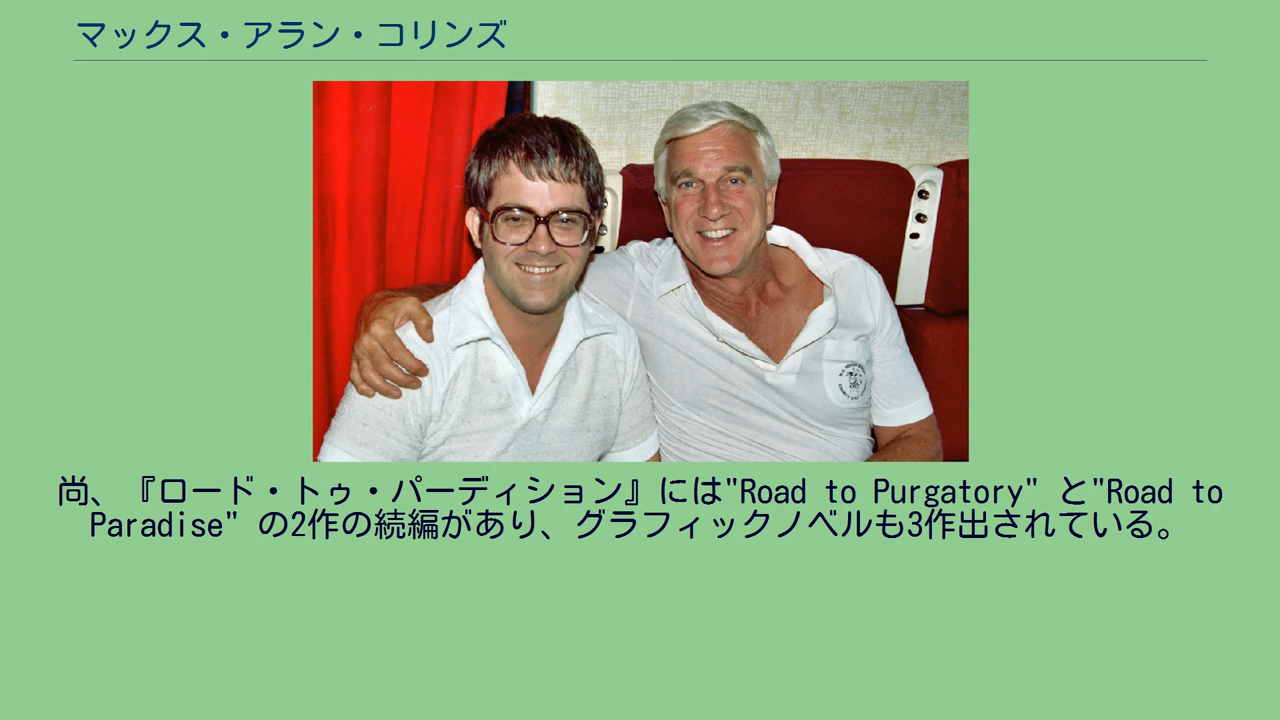 マックス・アラン・コリンズ
尚、『ロード・トゥ・パーディション』には"Road to Purgatory" と"Road to
Paradise" の2作の続編があり、グラフィックノベルも3作出されている。